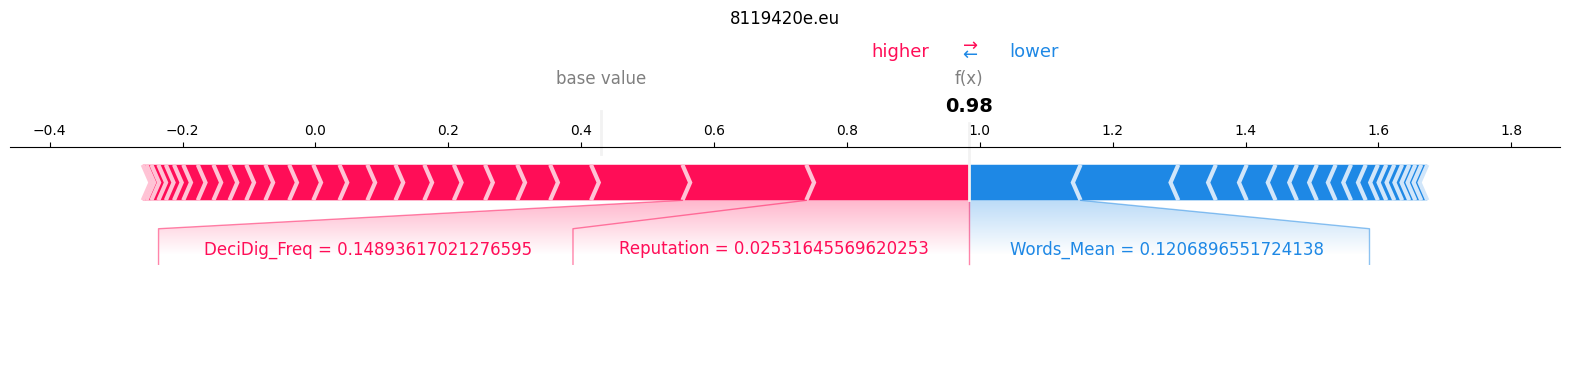 8119420e.eu
higher → ← lower
base value f(x)
0.98
−0.4 −0.2 0.0 0.2 0.4 0.6 0.8 1.0 1.2 1.4 1.6 1.8
DeciDig_Freq = 0.14893617021276595 Reputation = 0.02531645569620253 Words_Mean = 0.1206896551724138